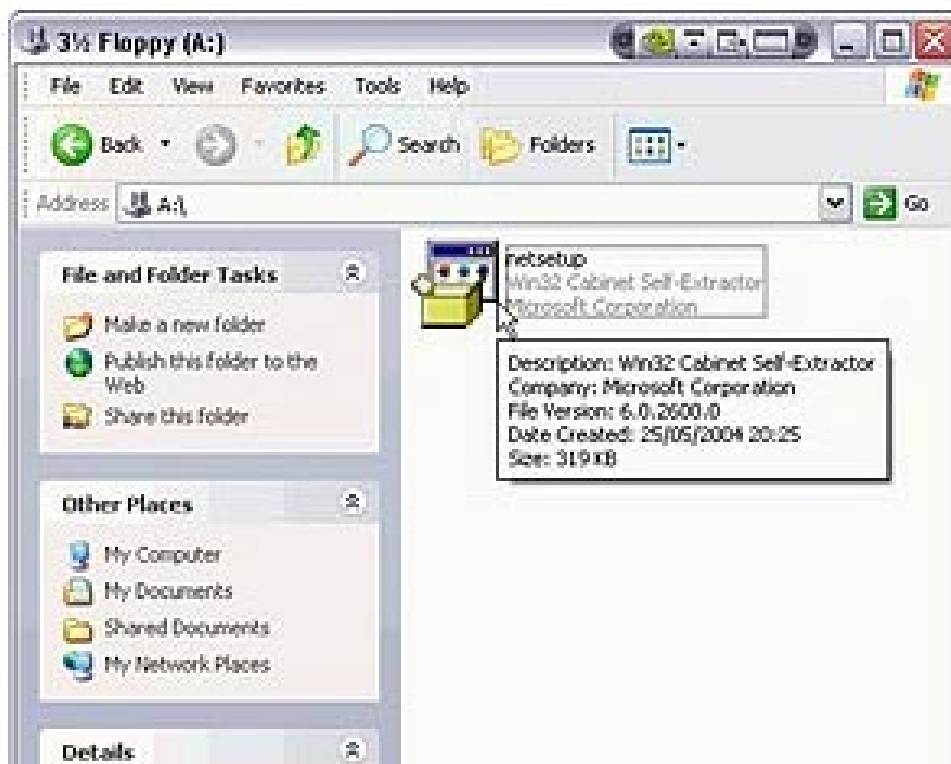 3½ Floppy (A:)
File Edit View Favorites Tools Help
Back Search Folders
Address A:\ Go
File and Folder Tasks
Make a new folder
Publish this folder to the
Web
Share this folder
Other Places
My Computer
My Documents
Shared Documents
My Network Places
Details
netsetup
Win32 Cabinet Self-Extractor
Microsoft Corporation
Description: Win32 Cabinet Self-Extractor
Company: Microsoft Corporation
File Version: 6.0.2600.0
Date Created: 25/05/2004 20:25
Size: 319 KB